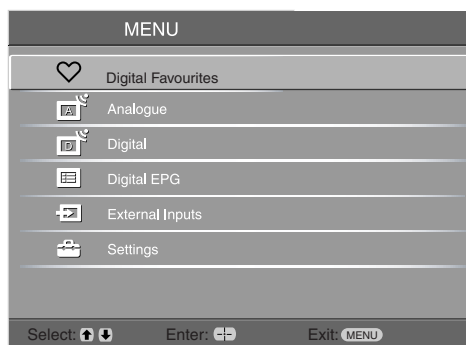 MENU
Digital Favourites
A Analogue
D Digital
Digital EPG
External Inputs
Settings
Select: Enter: Exit: MENU